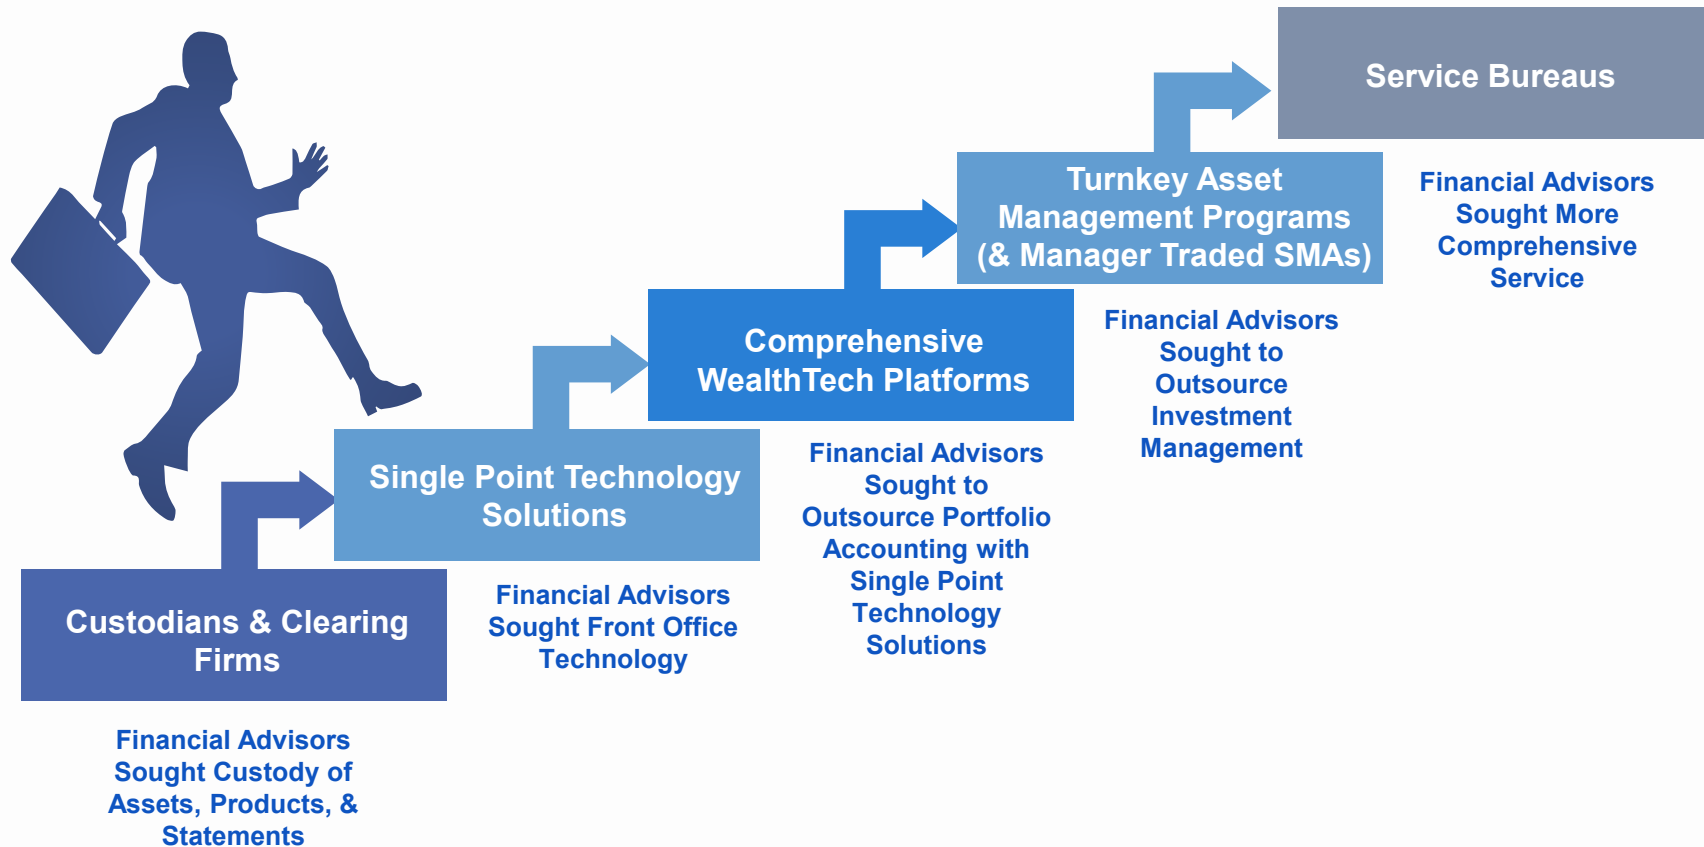 Service Bureaus
Financial Advisors
Sought More
Comprehensive
Service
Turnkey Asset
Management Programs
(& Manager Traded SMAs)
Financial Advisors
Sought to
Outsource
Investment
Management
Comprehensive
WealthTech Platforms
Financial Advisors
Sought to
Outsource Portfolio
Accounting with
Single Point
Technology
Solutions
Single Point Technology
Solutions
Financial Advisors
Sought Front Office
Technology
Custodians & Clearing
Firms
Financial Advisors
Sought Custody of
Assets, Products, &
Statements